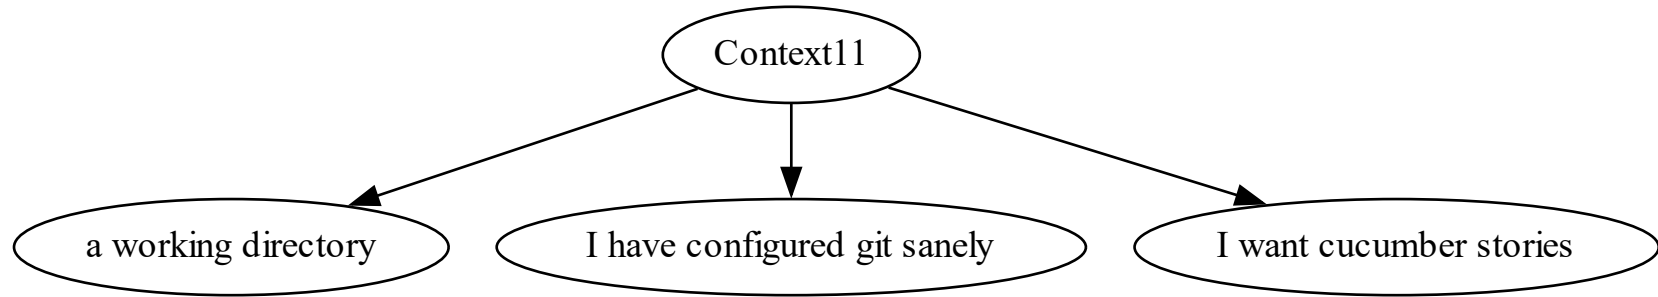 Context11
a working directory
I have configured git sanely
I want cucumber stories